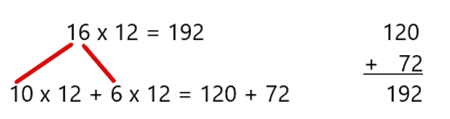 16 x 12 = 192
10 x 12 + 6 x 12 = 120 + 72
120
+ 72
192